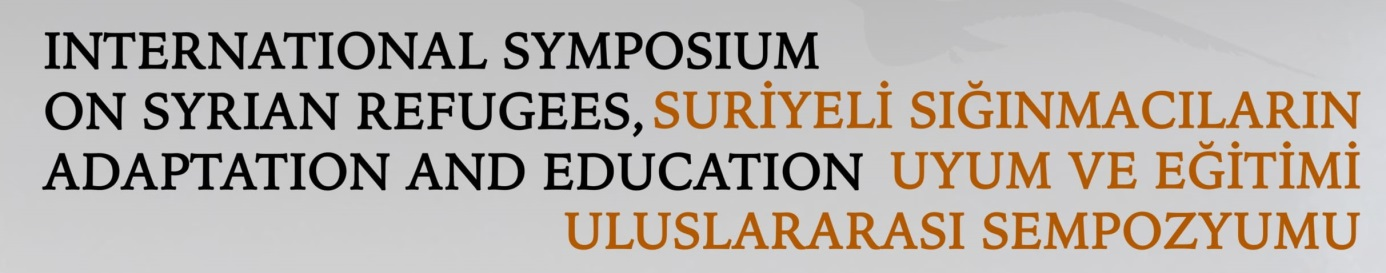 INTERNATIONAL SYMPOSIUM
ON SYRIAN REFUGEES,
ADAPTATION AND EDUCATION
SURİYELİ SIĞINMACILARIN
UYUM VE EĞİTİMİ
ULUSLARARASI SEMPOZYUMU